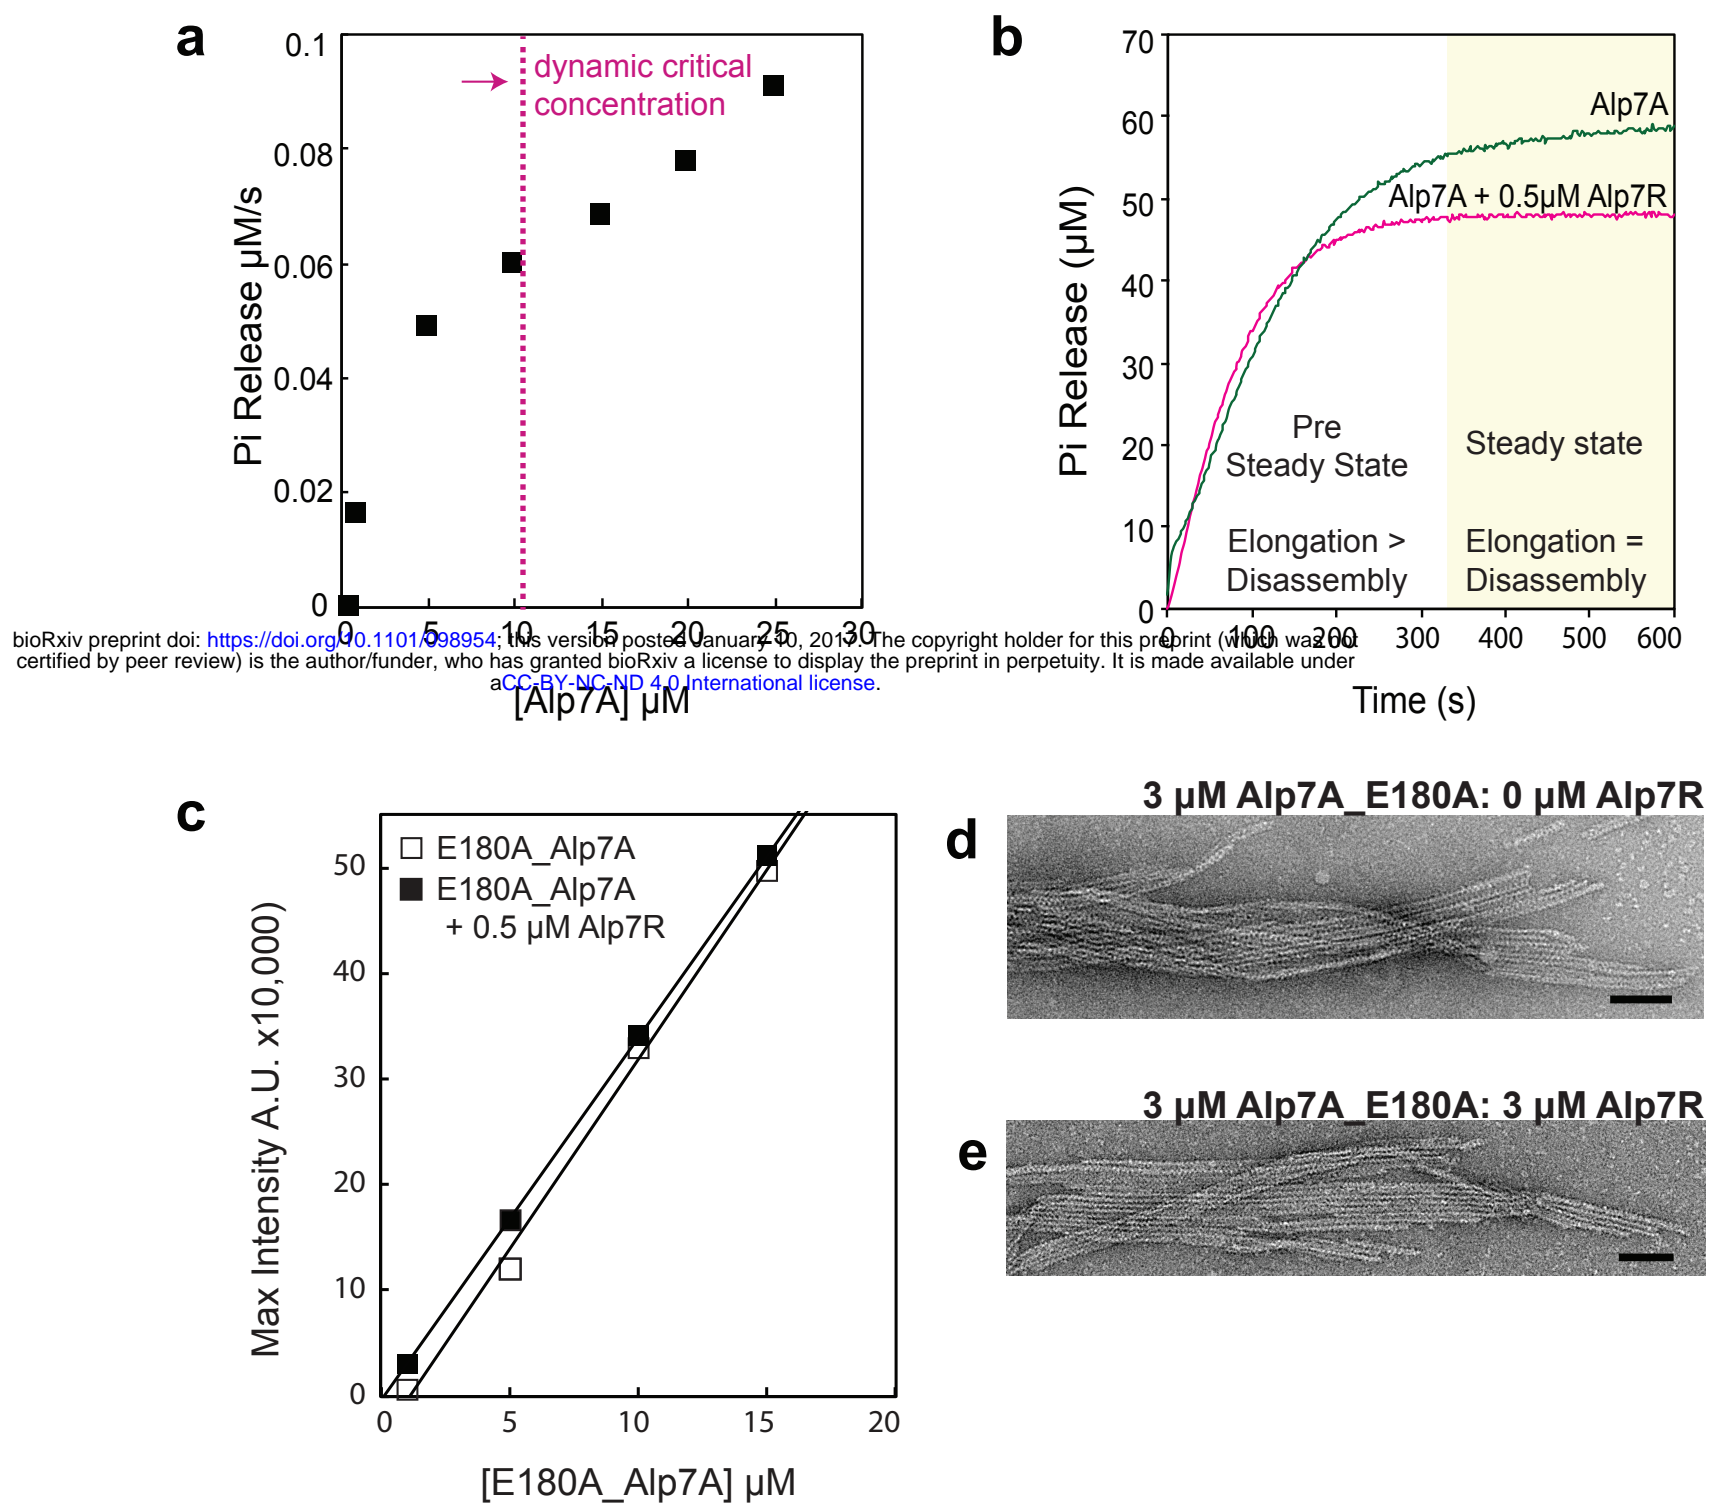 a
0.1
0.08
0.06
0.04
0.02
0
Pi Release µM/s
dynamic critical
concentration
0 5 10 15 20 25 30
[Alp7A] µM
b
70
60
50
40
30
20
10
0
Pi Release (µM)
Alp7A
Alp7A + 0.5µM Alp7R
Pre
Steady State
Steady state
Elongation >
Disassembly
Elongation =
Disassembly
0 100 200 300 400 500 600
Time (s)
bioRxiv preprint doi: https://doi.org/10.1101/098954; this version posted January 10, 2017. The copyright holder for this preprint (which was not
certified by peer review) is the author/funder, who has granted bioRxiv a license to display the preprint in perpetuity. It is made available under
aCC-BY-NC-ND 4.0 International license.
c
E180A_Alp7A
E180A_Alp7A
+ 0.5 µM Alp7R
50
40
30
20
10
0
Max Intensity A.U. x10,000)
0 5 10 15 20
[E180A_Alp7A] µM
3 µM Alp7A_E180A: 0 µM Alp7R
d
3 µM Alp7A_E180A: 3 µM Alp7R
e